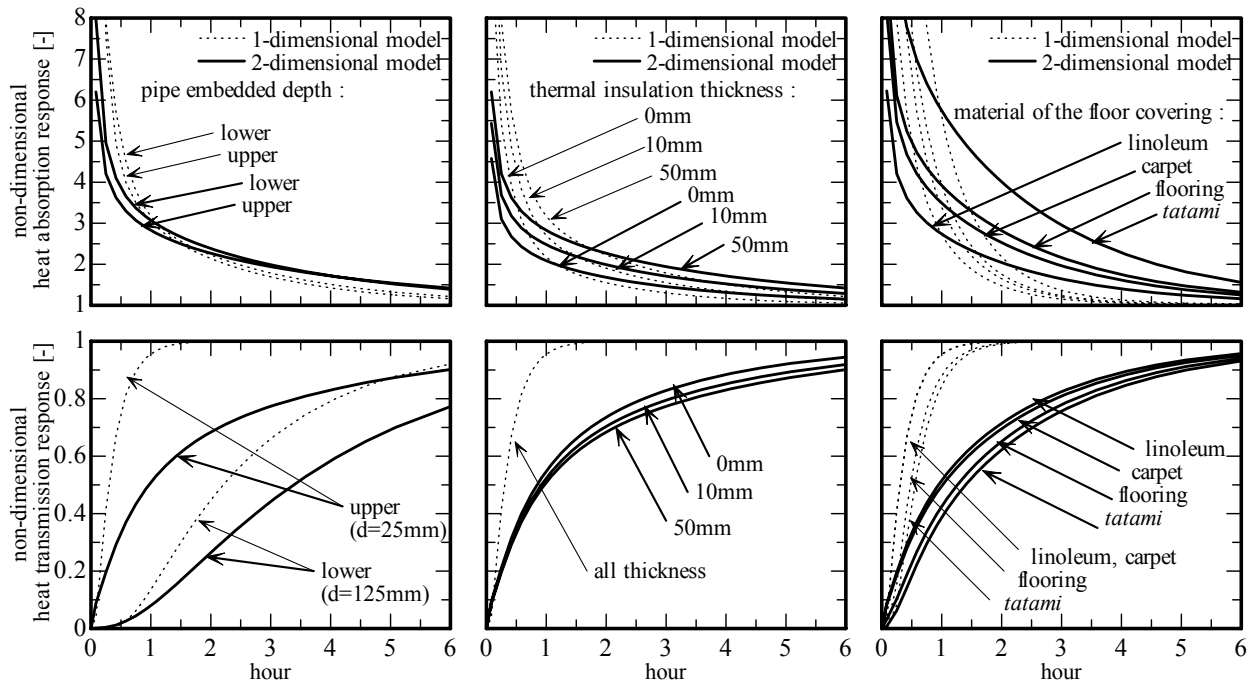 non-dimensional
heat absorption response [-]
8
7
6
5
4
3
2
1
1-dimensional model
2-dimensional model
pipe embedded depth :
lower
upper
lower
upper
1-dimensional model
2-dimensional model
thermal insulation thickness :
0mm
10mm
50mm
0mm
10mm
50mm
1-dimensional model
2-dimensional model
material of the floor covering :
linoleum
carpet
flooring
tatami
non-dimensional
heat transmission response [-]
1
0.8
0.6
0.4
0.2
0
upper
(d=25mm)
lower
(d=125mm)
0 1 2 3 4 5 6
hour
0mm
10mm
50mm
all thickness
0 1 2 3 4 5 6
hour
linoleum
carpet
flooring
tatami
linoleum, carpet
flooring
tatami
0 1 2 3 4 5 6
hour